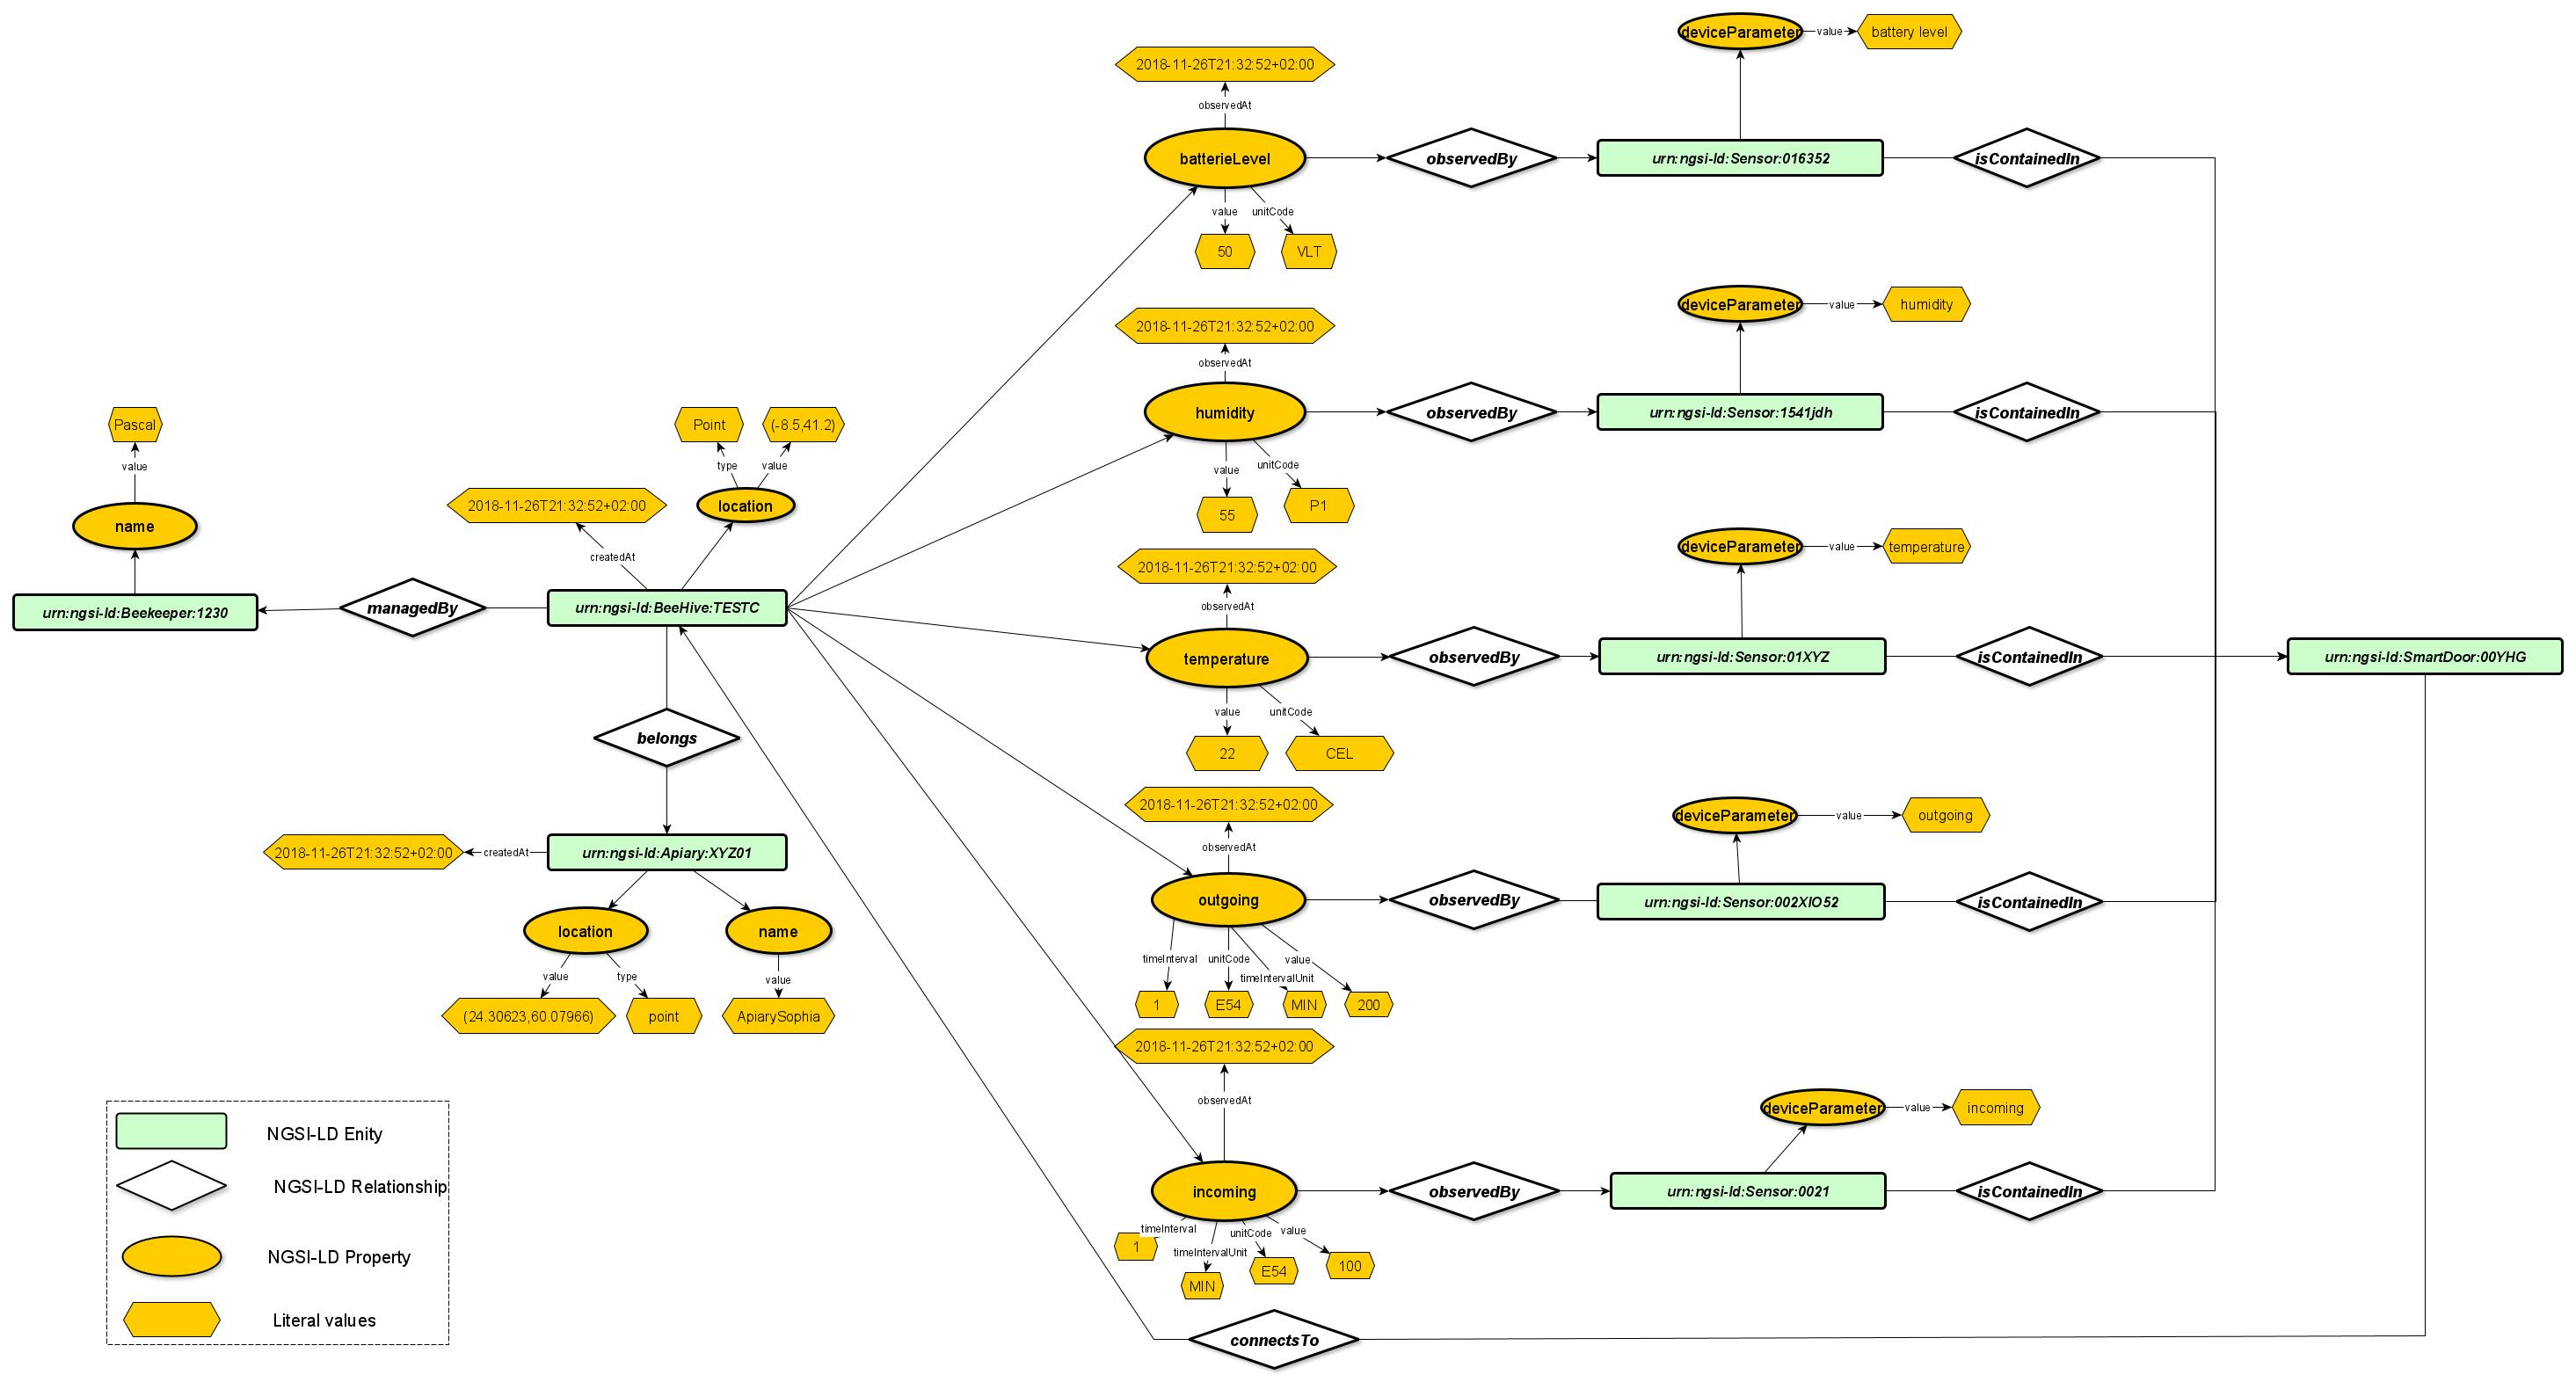 deviceParameter
value
battery level
2018-11-26T21:32:52+02:00
observedAt
batterieLevel
observedBy
urn:ngsi-ld:Sensor:016352
isContainedIn
value
unitCode
50
VLT
deviceParameter
value
humidity
2018-11-26T21:32:52+02:00
observedAt
humidity
observedBy
urn:ngsi-ld:Sensor:1541jdh
isContainedIn
value
unitCode
55
P1
Pascal
value
name
urn:ngsi-ld:Beekeeper:1230
managedBy
Point
(-8.5,41.2)
type
value
2018-11-26T21:32:52+02:00
location
createdAt
urn:ngsi-ld:BeeHive:TESTC
deviceParameter
value
temperature
2018-11-26T21:32:52+02:00
observedAt
temperature
observedBy
urn:ngsi-ld:Sensor:01XYZ
isContainedIn
urn:ngsi-ld:SmartDoor:00YHG
value
unitCode
22
CEL
belongs
2018-11-26T21:32:52+02:00
createdAt
urn:ngsi-ld:Apiary:XYZ01
location
name
value
type
value
(24.30623,60.07966)
point
ApiarySophia
deviceParameter
value
outgoing
2018-11-26T21:32:52+02:00
observedAt
outgoing
observedBy
urn:ngsi-ld:Sensor:002XIO52
isContainedIn
timeInterval
unitCode
timeIntervalUnit
value
1
E54
MIN
200
2018-11-26T21:32:52+02:00
observedAt
deviceParameter
value
incoming
incoming
observedBy
urn:ngsi-ld:Sensor:0021
isContainedIn
timeInterval
timeIntervalUnit
unitCode
value
1
MIN
E54
100
connectsTo
NGSI-LD Enity
NGSI-LD Relationship
NGSI-LD Property
Literal values